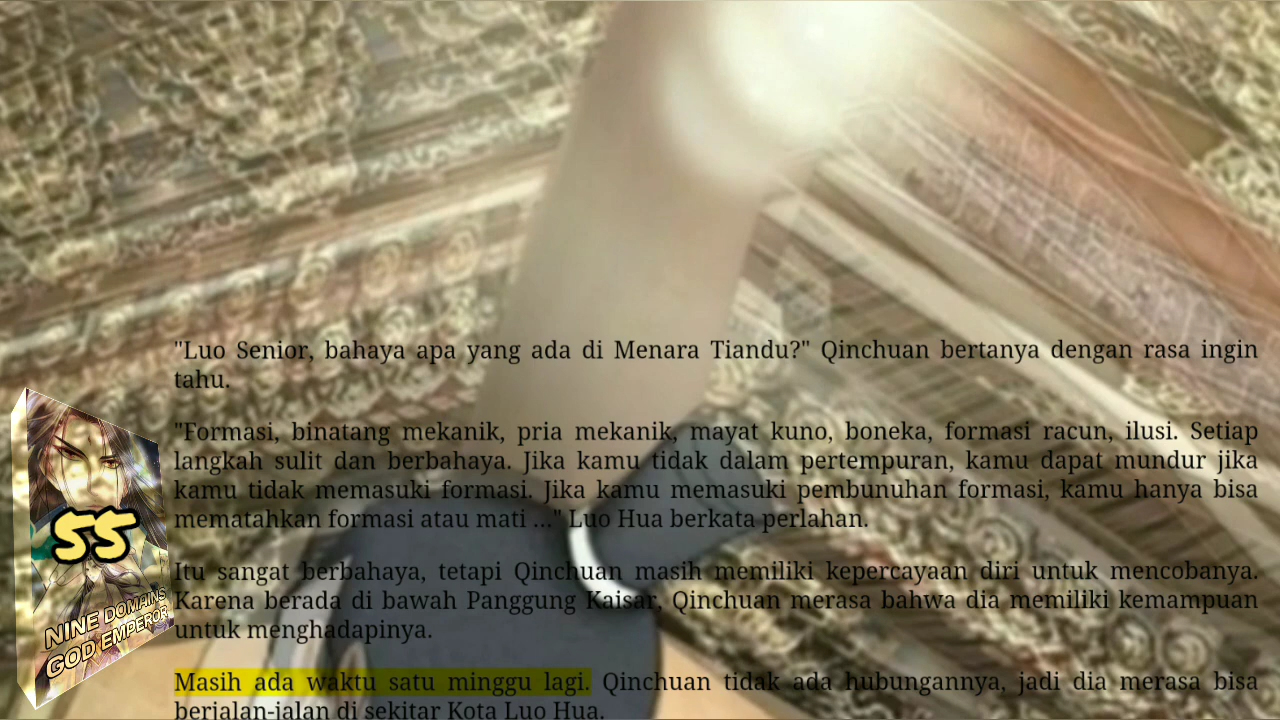 "Luo Senior, bahaya apa yang ada di Menara Tiandu?" Qinchuan bertanya dengan rasa ingin
tahu.
"Formasi, binatang mekanik, pria mekanik, mayat kuno, boneka, formasi racun, ilusi. Setiap
langkah sulit dan berbahaya. Jika kamu tidak dalam pertempuran, kamu dapat mundur jika
kamu tidak memasuki formasi. Jika kamu memasuki pembunuhan formasi, kamu hanya bisa
mematahkan formasi atau mati ..." Luo Hua berkata perlahan.
Itu sangat berbahaya, tetapi Qinchuan masih memiliki kepercayaan diri untuk mencobanya.
Karena berada di bawah Panggung Kaisar, Qinchuan merasa bahwa dia memiliki kemampuan
untuk menghadapinya.
Masih ada waktu satu minggu lagi. Qinchuan tidak ada hubungannya, jadi dia merasa bisa
berjalan-jalan di sekitar Kota Luo Hua.
55
NINE DOMAINS
GOD EMPEROR